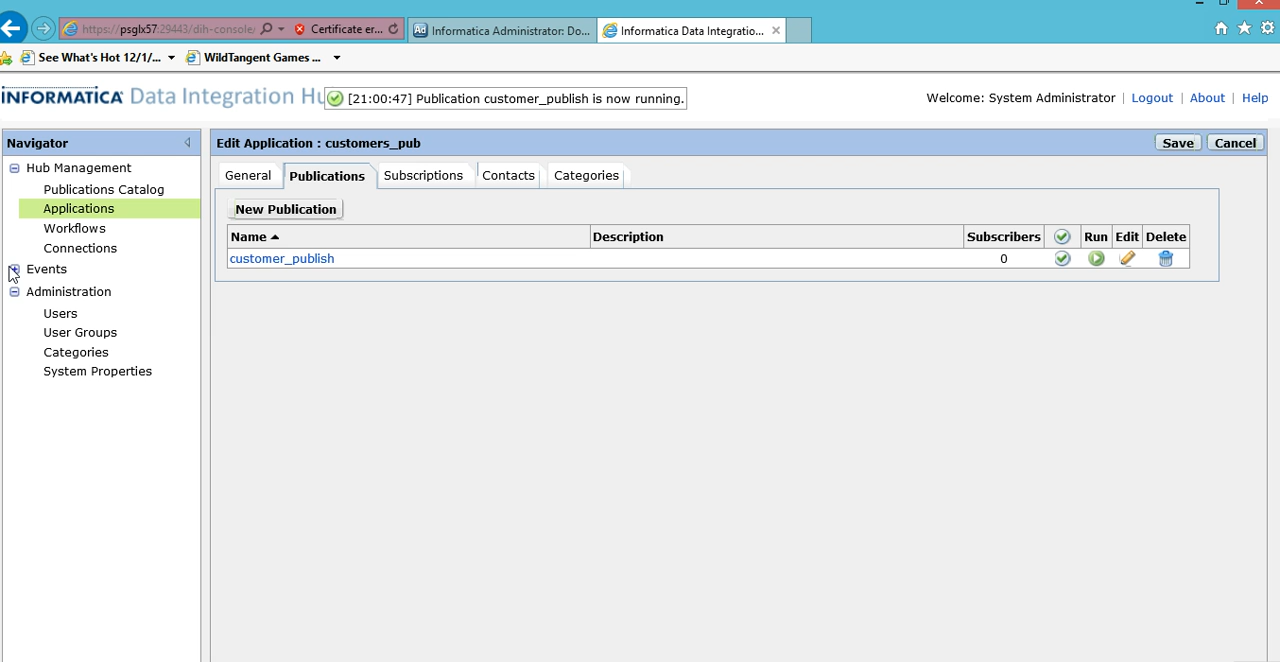 https://psglx57:29443/dih-console/ Certificate er... Informatica Administrator: Do... Informatica Data Integratio...
See What's Hot 12/1/... WildTangent Games ...
INFORMATICA Data Integration Hu [21:00:47] Publication customer_publish is now running. Welcome: System Administrator | Logout | About | Help
Navigator
Hub Management
Publications Catalog
Applications
Workflows
Connections
Events
Administration
Users
User Groups
Categories
System Properties
Edit Application : customers_pub Save Cancel
General Publications Subscriptions Contacts Categories
New Publication
Name Description Subscribers Run Edit Delete
customer_publish 0